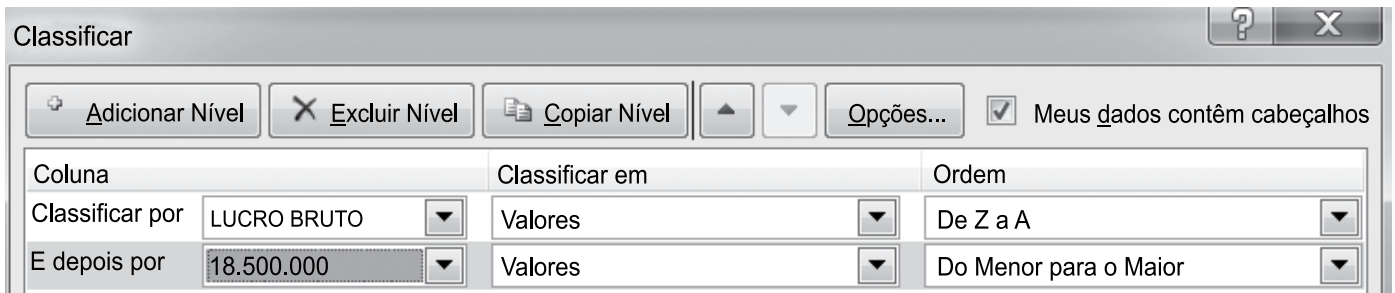 Classificar
?
X
Adicionar Nível Excluir Nível Copiar Nível Opções... Meus dados contêm cabeçalhos
Coluna Classificar em Ordem
Classificar por LUCRO BRUTO Valores De Z a A
E depois por 18.500.000 Valores Do Menor para o Maior